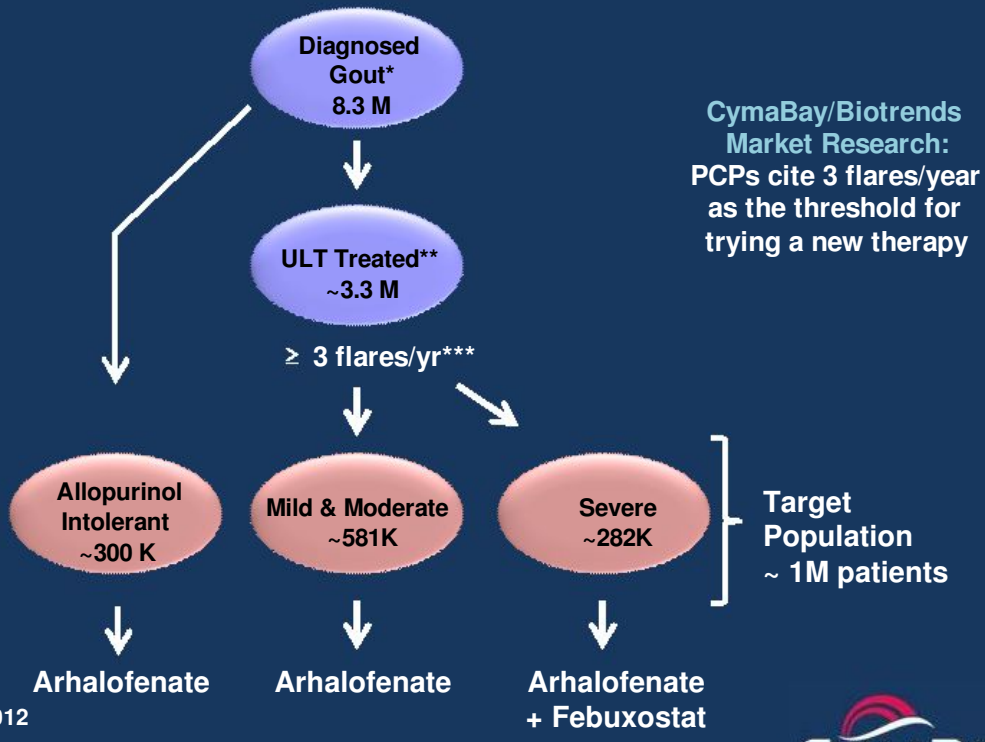 Diagnosed
Gout*
8.3 M
CymaBay/Biotrends
Market Research:
PCPs cite 3 flares/year
as the threshold for
trying a new therapy
ULT Treated**
~3.3 M
≥ 3 flares/yr***
Allopurinol
Intolerant
~300 K
Mild & Moderate
~581K
Severe
~282K
Target
Population
~ 1M patients
Arhalofenate
Arhalofenate
Arhalofenate
+ Febuxostat